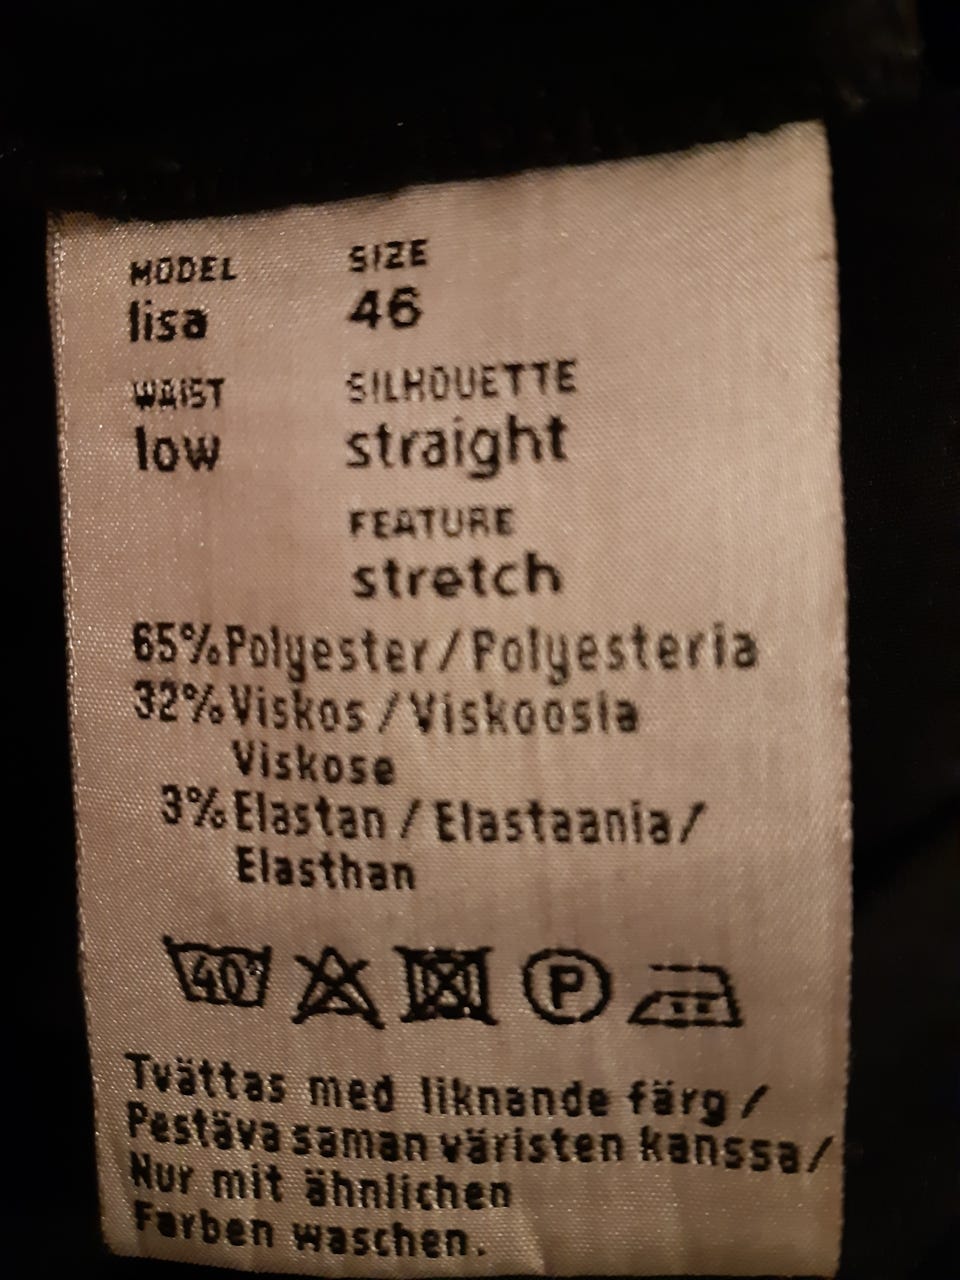 MODEL SIZE
lisa 46
WAIST SILHOUETTE
low straight
FEATURE
stretch
65% Polyester / Polyesteria
32% Viskos / Viskoosia
Viskose
3% Elastan / Elastaania /
Elasthan
40° P
Tvättas med liknande färg /
Pestäva saman väristen kanssa /
Nur mit ähnlichen
Farben waschen.